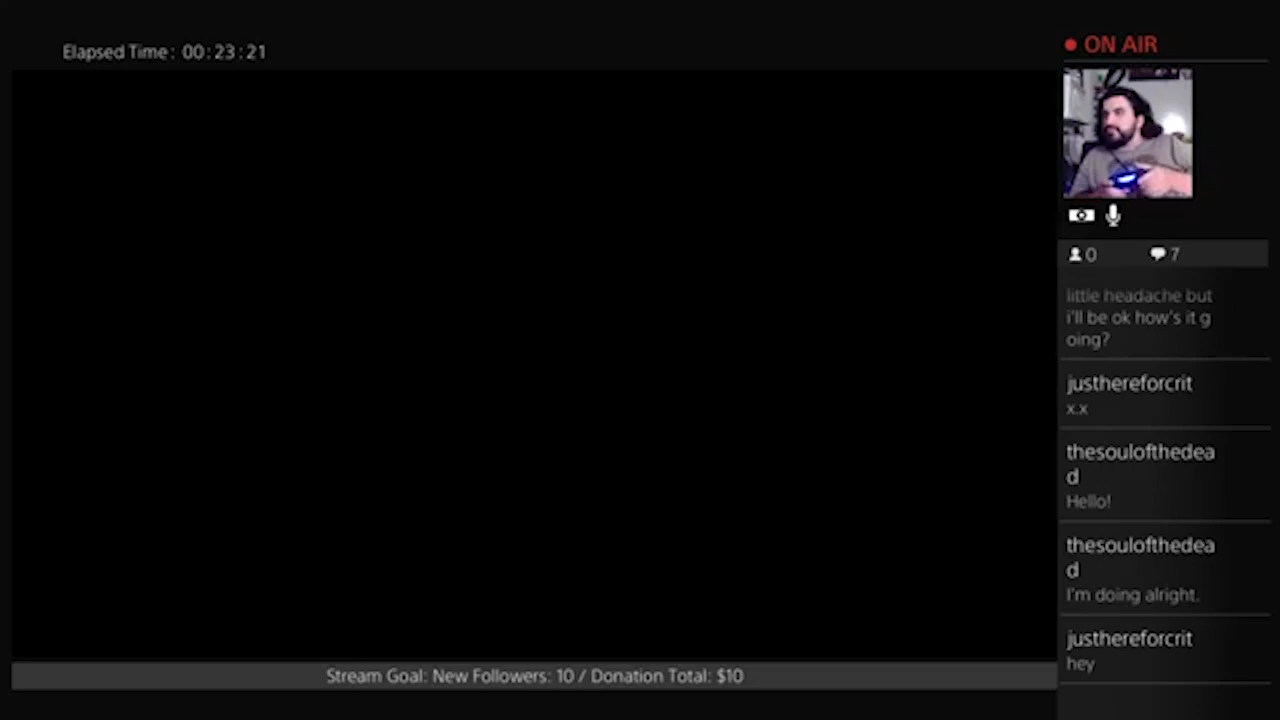 Elapsed Time: 00:23:21
ON AIR
0 7
little headache but
i'll be ok how's it g
oing?
justhereforcrit
x.x
thesoulofthedea
d
Hello!
thesoulofthedea
d
I'm doing alright.
justhereforcrit
hey
Stream Goal: New Followers: 10 / Donation Total: $10